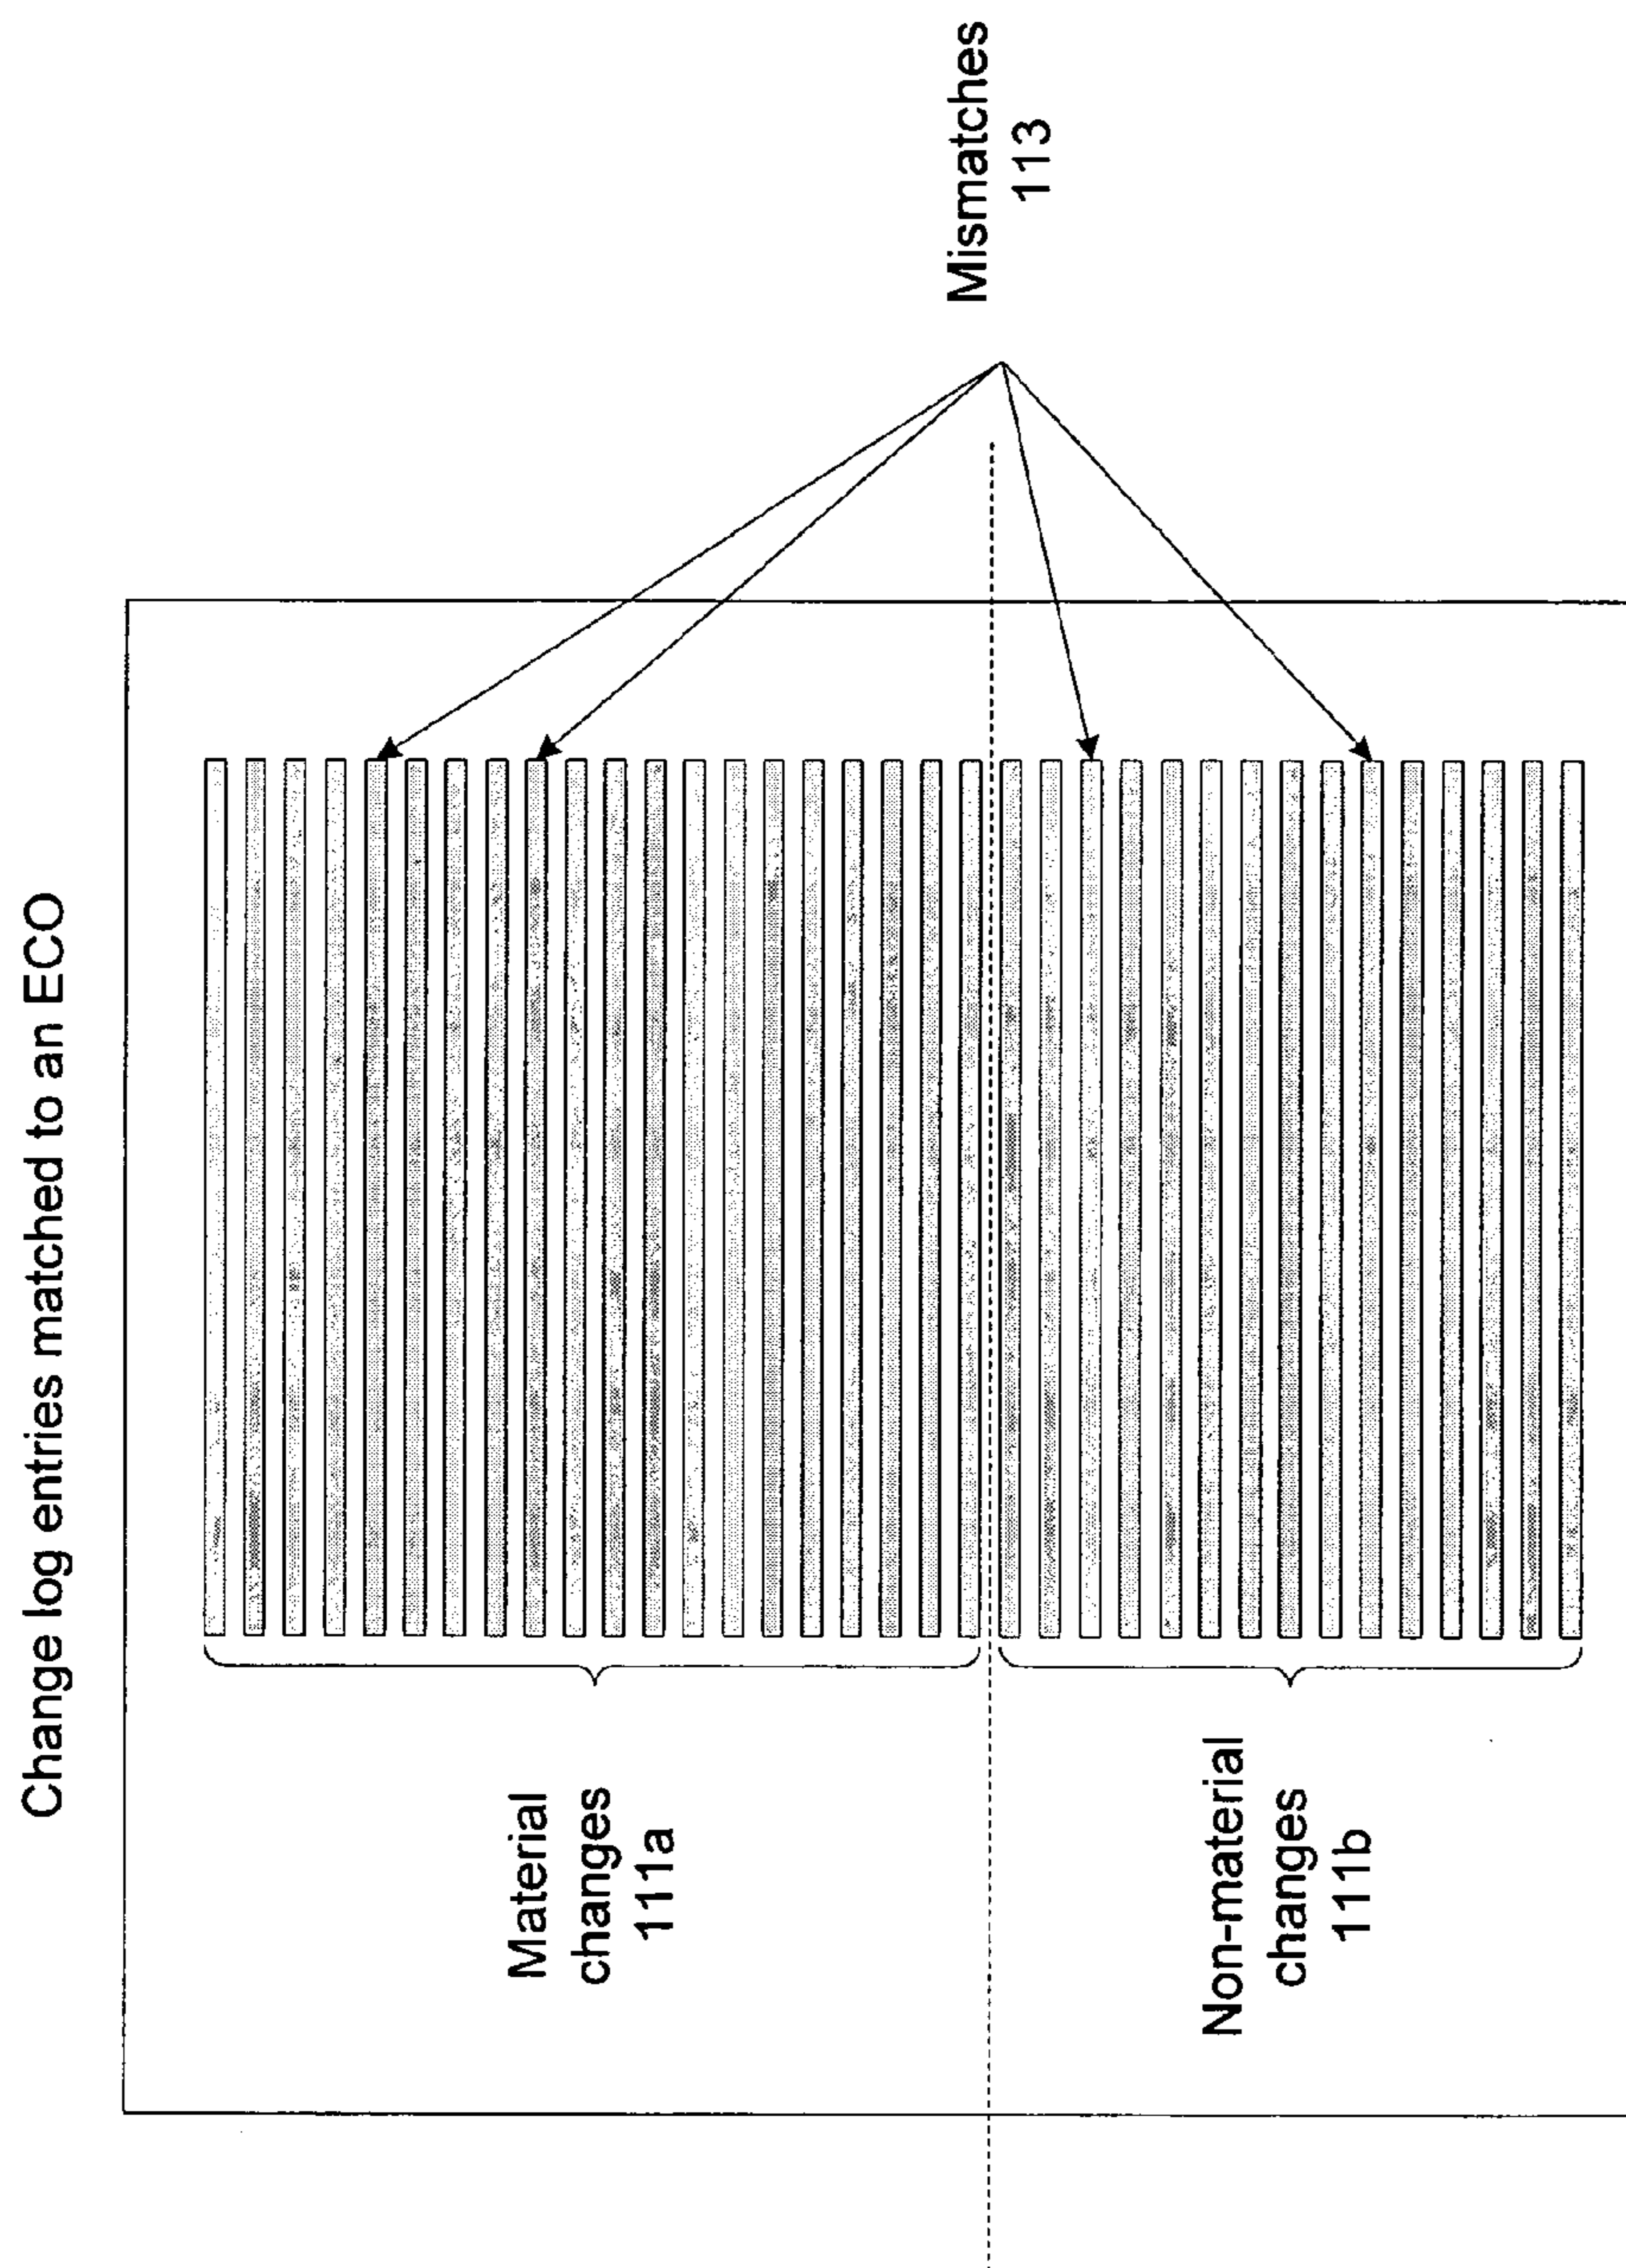 Change log entries matched to an ECO
Material
changes
111a
Non-material
changes
111b
Mismatches
113